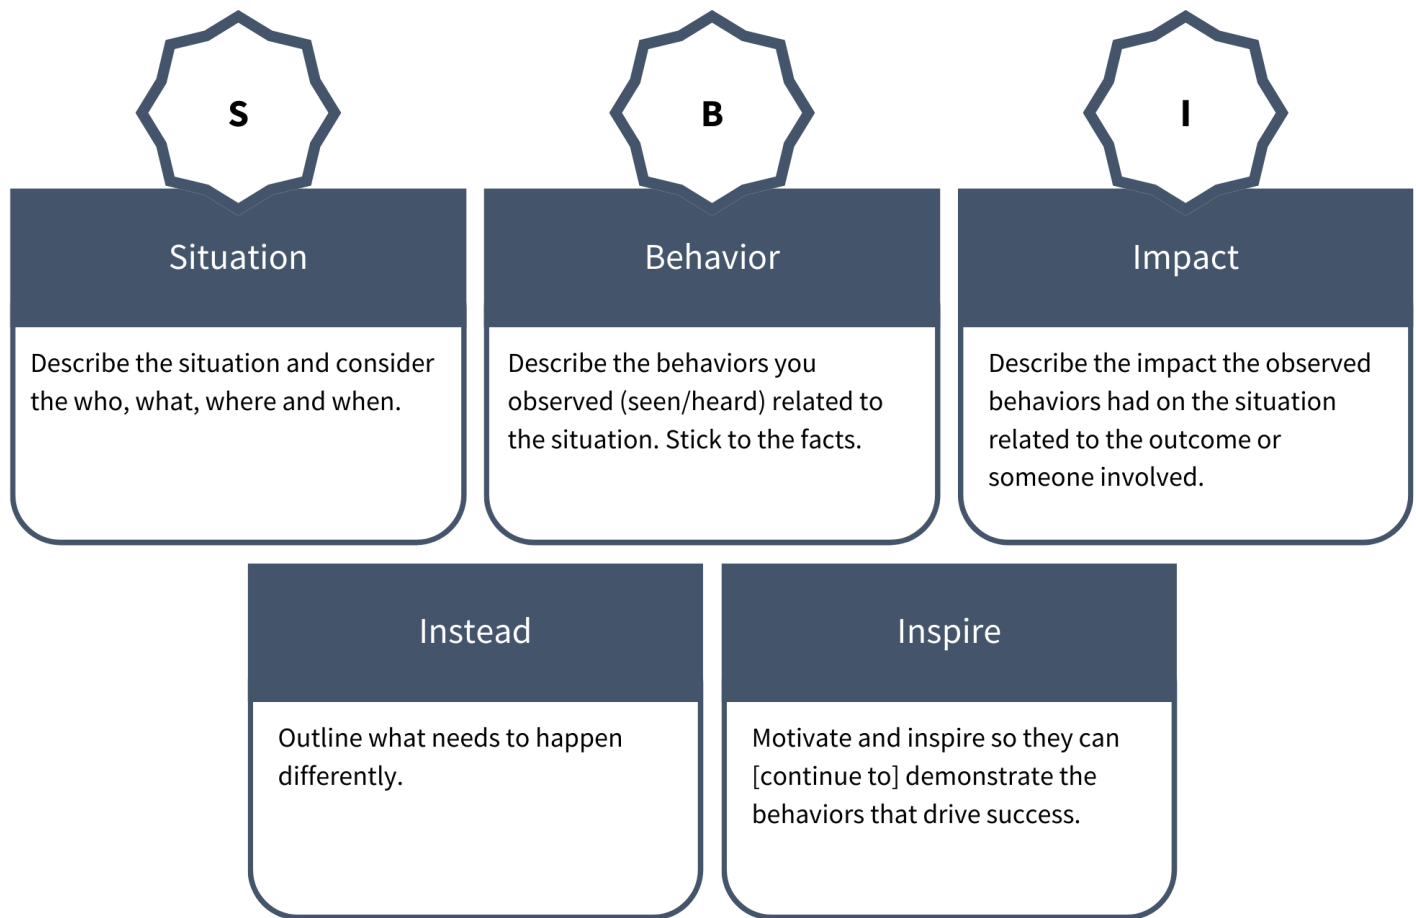 S
Situation
Describe the situation and consider
the who, what, where and when.
B
Behavior
Describe the behaviors you
observed (seen/heard) related to
the situation. Stick to the facts.
I
Impact
Describe the impact the observed
behaviors had on the situation
related to the outcome or
someone involved.
Instead
Outline what needs to happen
differently.
Inspire
Motivate and inspire so they can
[continue to] demonstrate the
behaviors that drive success.